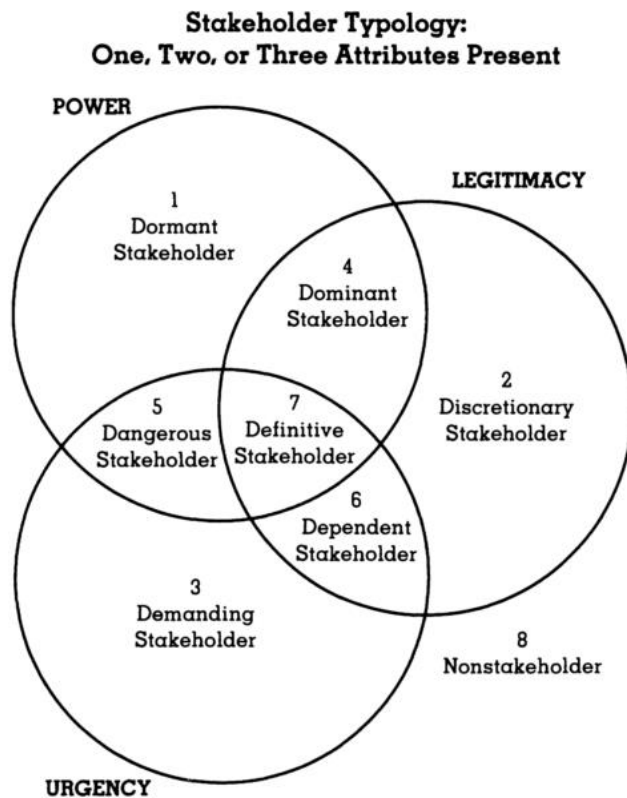 Stakeholder Typology:
One, Two, or Three Attributes Present
POWER
LEGITIMACY
1
Dormant
Stakeholder
4
Dominant
Stakeholder
2
Discretionary
Stakeholder
5
Dangerous
Stakeholder
7
Definitive
Stakeholder
6
Dependent
Stakeholder
3
Demanding
Stakeholder
8
Nonstakeholder
URGENCY